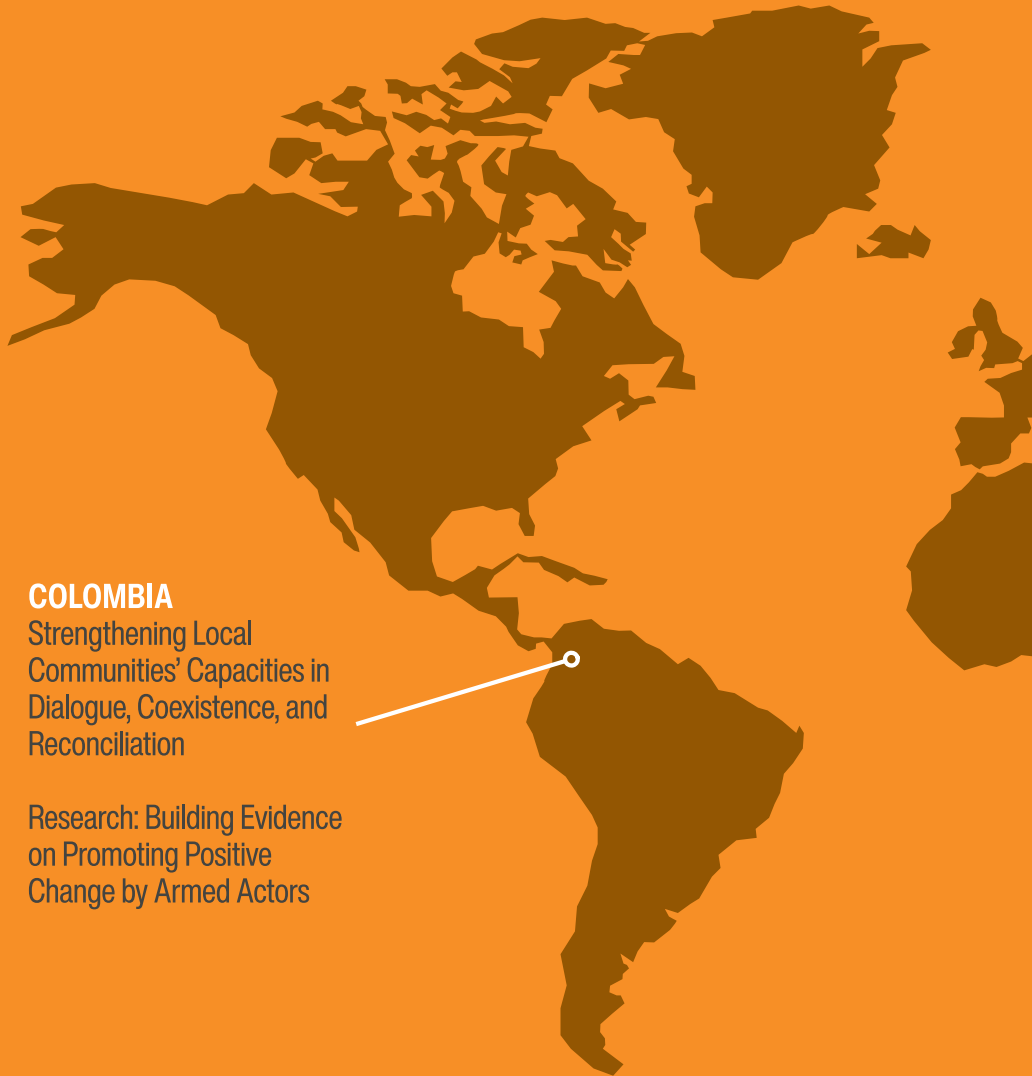 COLOMBIA
Strengthening Local
Communities’ Capacities in
Dialogue, Coexistence, and
Reconciliation
Research: Building Evidence
on Promoting Positive
Change by Armed Actors